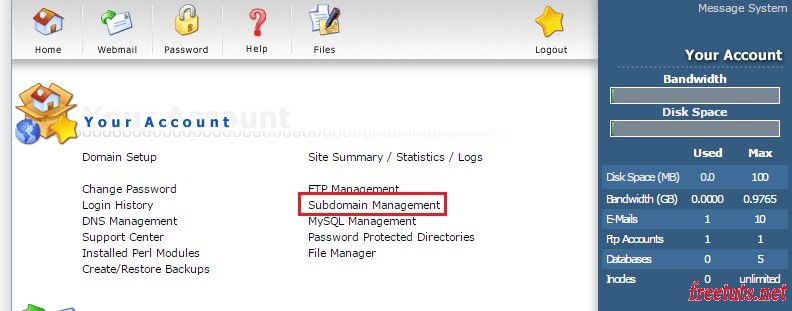 Home
Webmail
Password
Help
Files
Logout
Your Account
Domain Setup
Change Password
Login History
DNS Management
Support Center
Installed Perl Modules
Create/Restore Backups
Site Summary / Statistics / Logs
FTP Management
Subdomain Management
MySQL Management
Password Protected Directories
File Manager
Message System
Your Account
Bandwidth
Disk Space
Used Max
Disk Space (MB) 0.0 100
Bandwidth (GB) 0.0000 0.9765
E-Mails 1 10
Ftp Accounts 1 1
Databases 0 5
Inodes 0 unlimited
freetuts.net